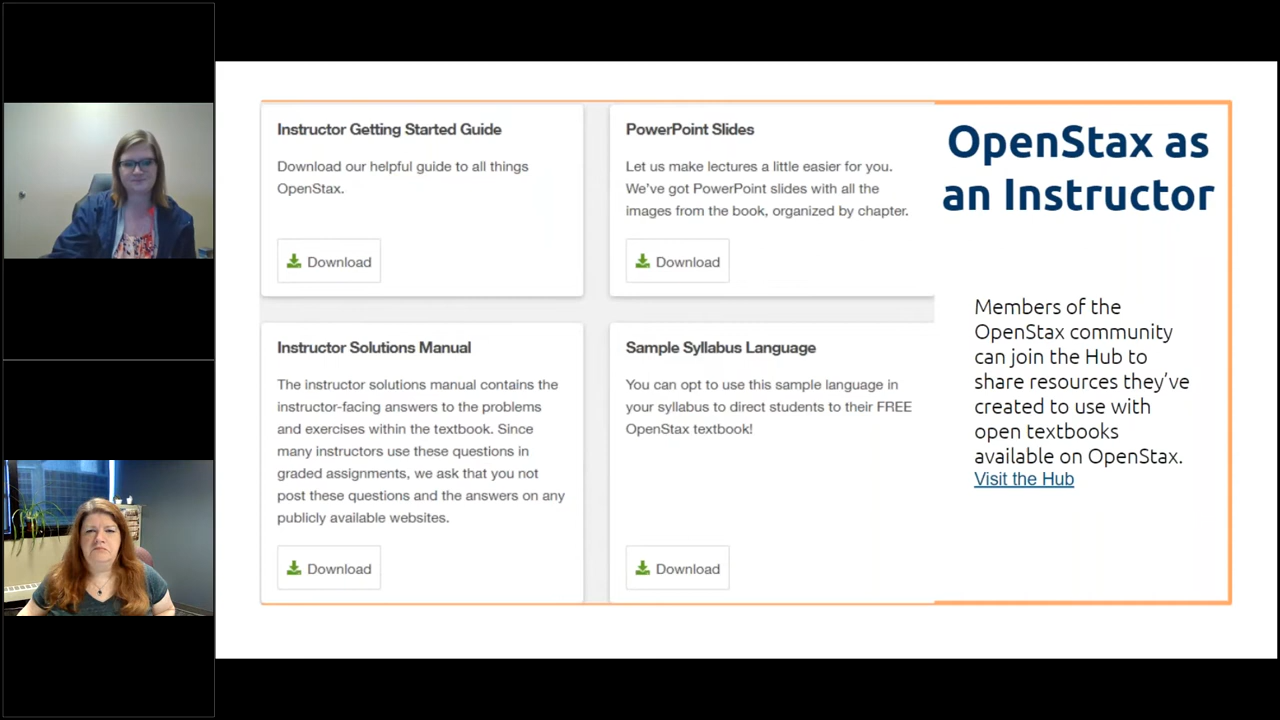 OpenStax as
an Instructor
Instructor Getting Started Guide
Download our helpful guide to all things
OpenStax.
Download
PowerPoint Slides
Let us make lectures a little easier for you.
We’ve got PowerPoint slides with all the
images from the book, organized by chapter.
Download
Instructor Solutions Manual
The instructor solutions manual contains the
instructor-facing answers to the problems
and exercises within the textbook. Since
many instructors use these questions in
graded assignments, we ask that you not
post these questions and the answers on any
publicly available websites.
Download
Sample Syllabus Language
You can opt to use this sample language in
your syllabus to direct students to their FREE
OpenStax textbook!
Download
Members of the
OpenStax community
can join the Hub to
share resources they’ve
created to use with
open textbooks
available on OpenStax.
Visit the Hub